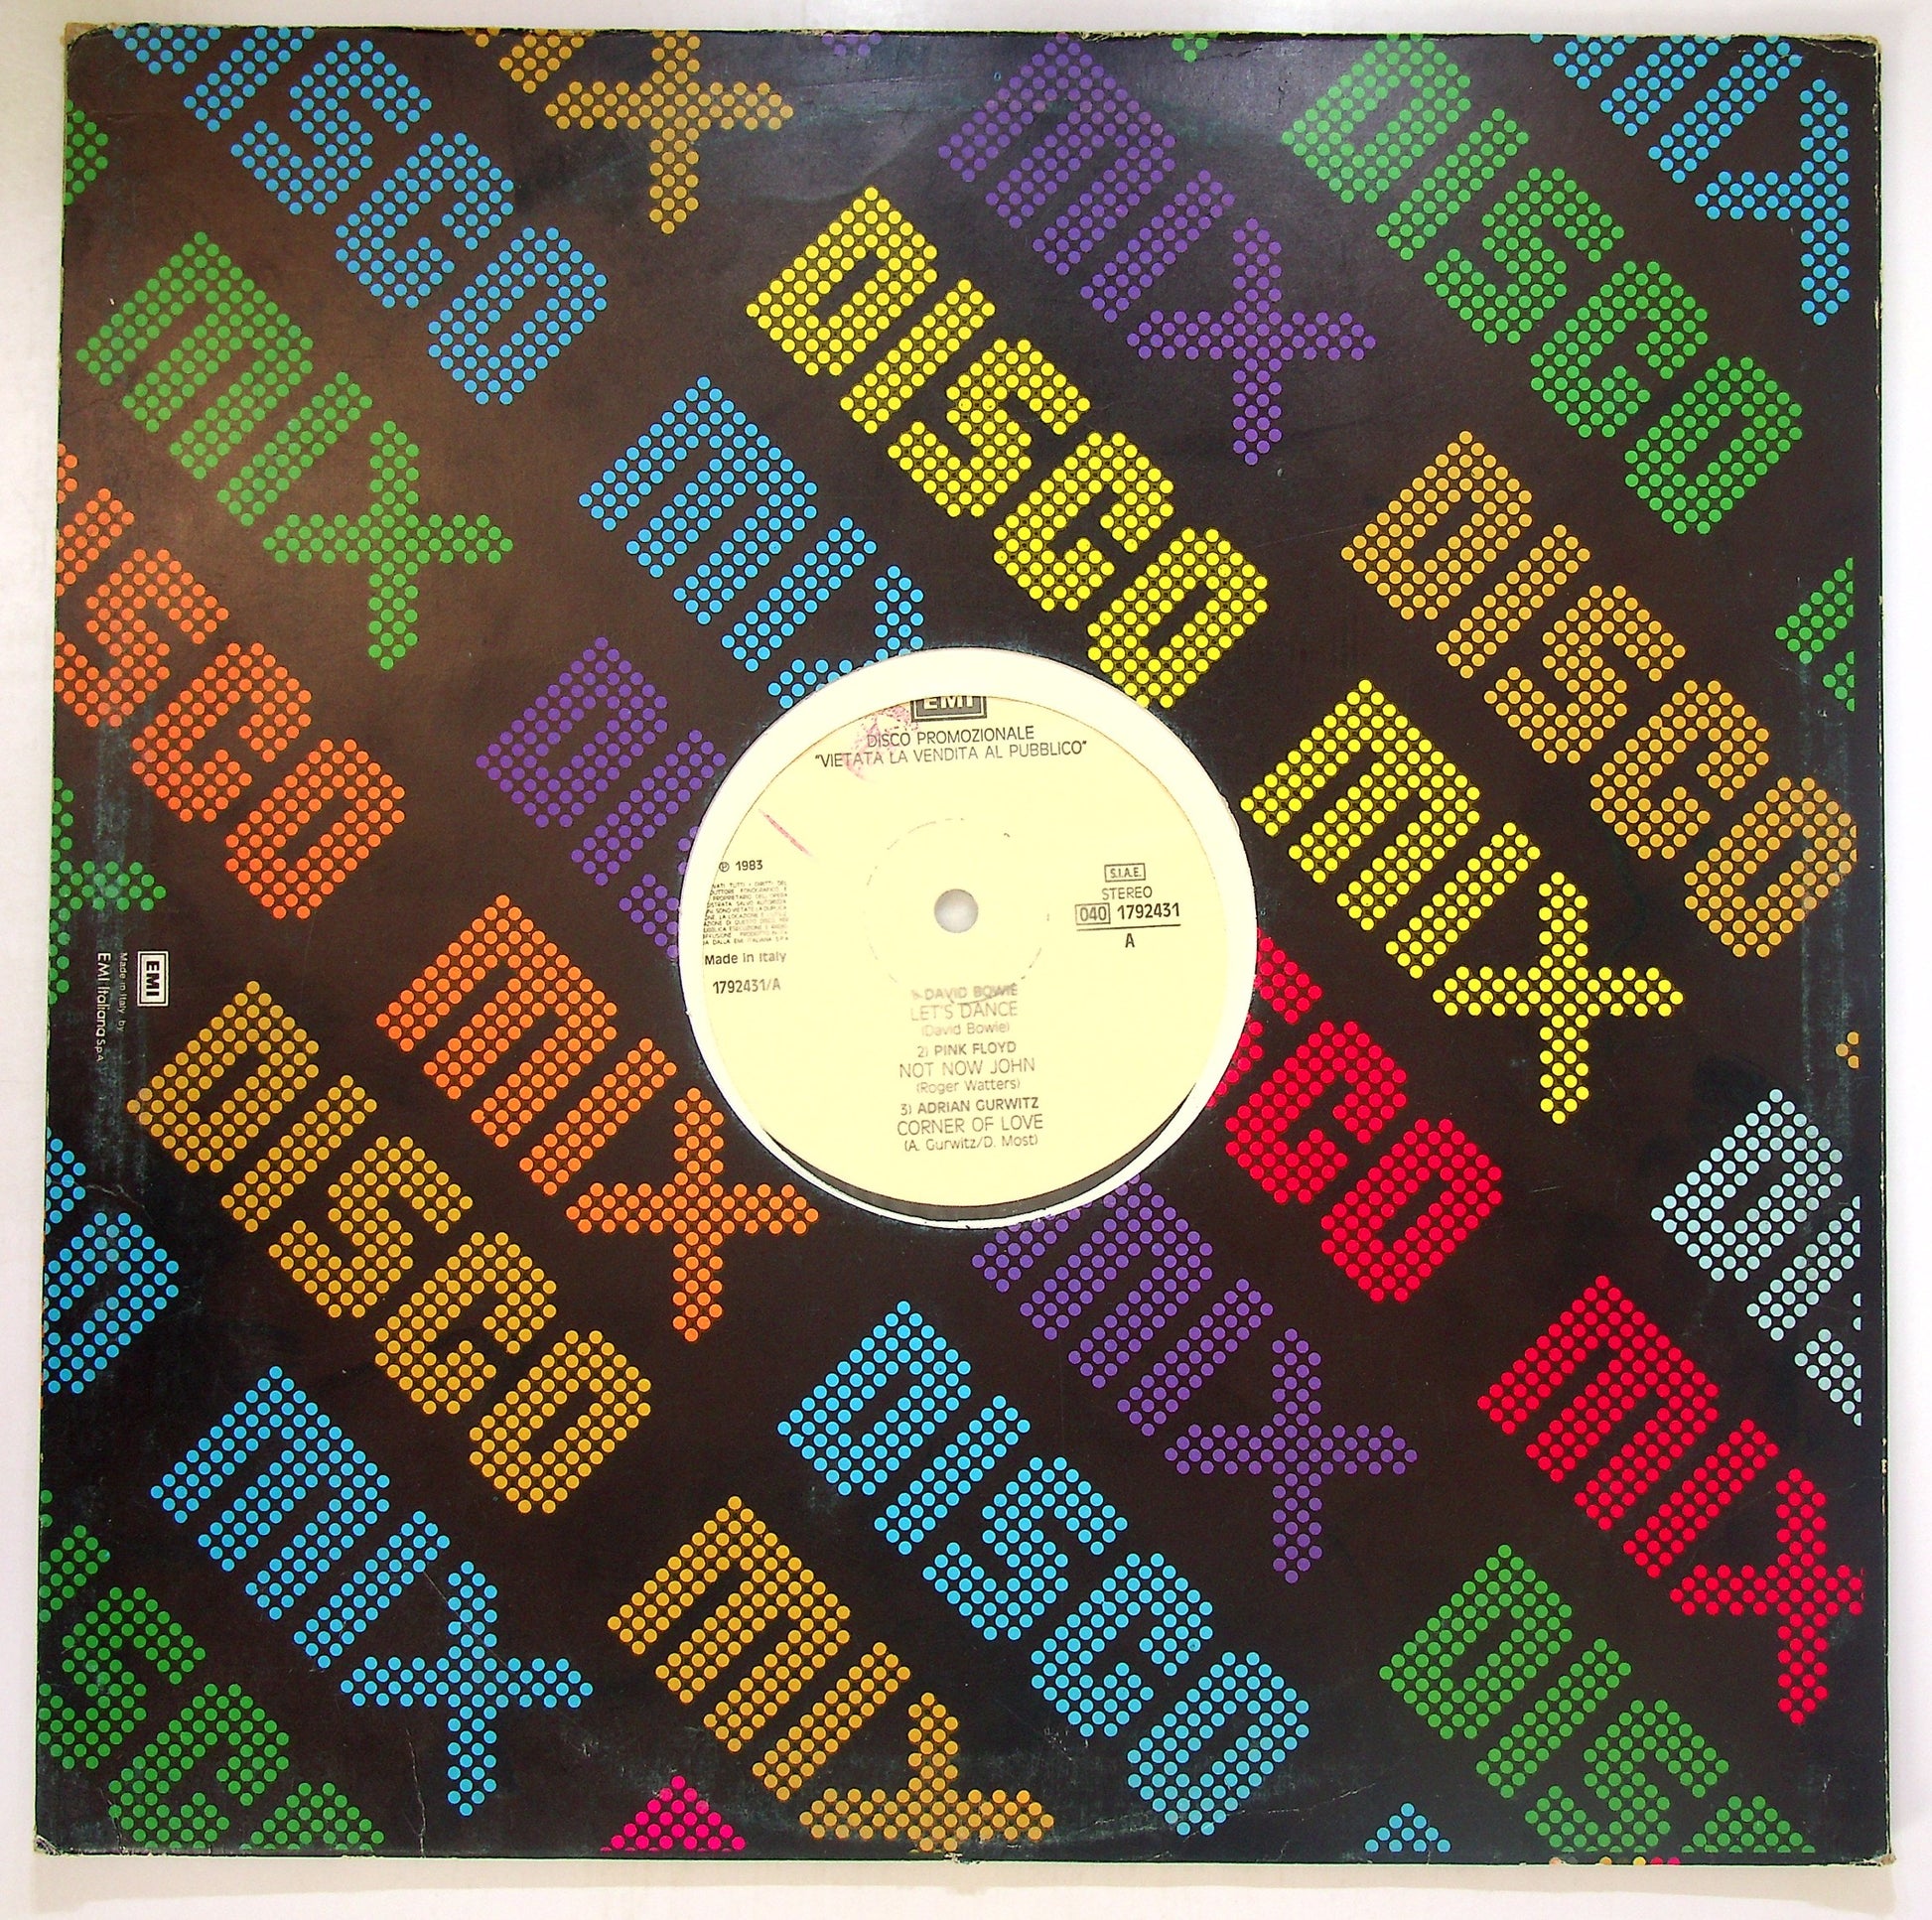 DISCO
MIX
DISCO
MIX
MIX
DISCO
MIX
DISCO
MIX
DISCO
MIX
DISCO
MIX
MIX
DISCO
MIX
MIX
DISCO
MIX
EMI
DISCO PROMOZIONALE
"VIETATA LA VENDITA AL PUBBLICO"
℗ 1983
Made in Italy
1792431/A
S.I.A.E.
STEREO
040 1792431
A
DAVID BOWIE
LET'S DANCE
(David Bowie)
2) PINK FLOYD
NOT NOW JOHN
(Roger Watters)
3) ADRIAN GURWITZ
CORNER OF LOVE
(A. Gurwitz/D. Most)
EMI
Made in Italy by
EMI Italiana S.p.A.